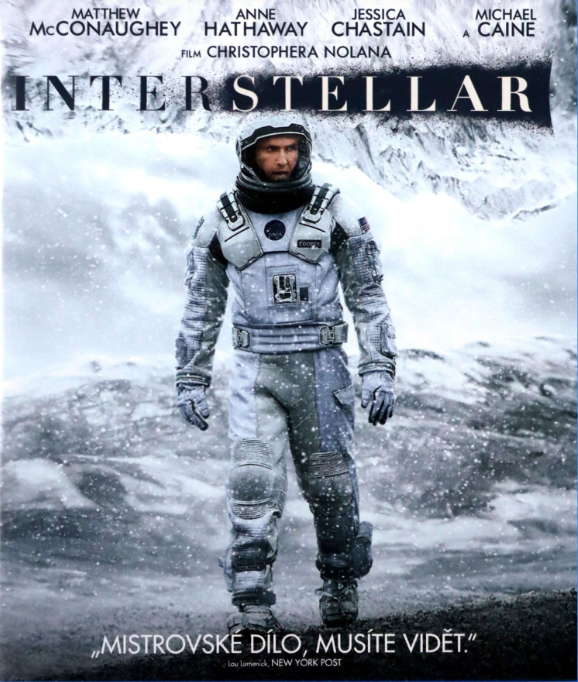 MATTHEW McCONAUGHEY
ANNE HATHAWAY
JESSICA CHASTAIN
A MICHAEL CAINE
FILM CHRISTOPHERA NOLANA
INTERSTELLAR
COOPER
„MISTROVSKÉ DÍLO, MUSÍTE VIDĚT.“
Lou Lumenick, NEW YORK POST